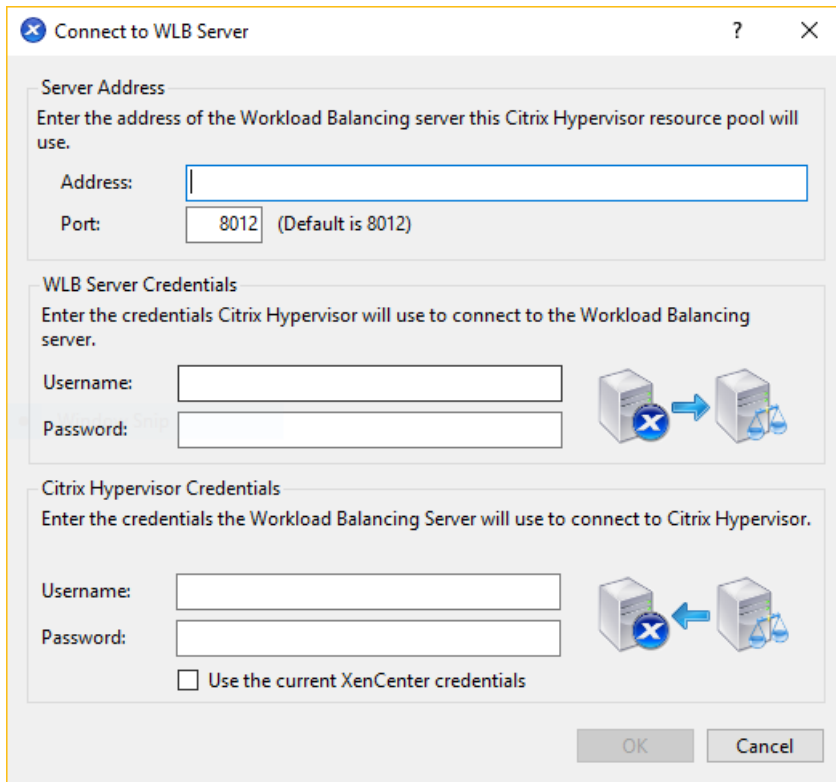 Connect to WLB Server
?
Server Address
Enter the address of the Workload Balancing server this Citrix Hypervisor resource pool will
use.
Address:
Port: 8012 (Default is 8012)
WLB Server Credentials
Enter the credentials Citrix Hypervisor will use to connect to the Workload Balancing
server.
Username:
Window Snip
Password:
Citrix Hypervisor Credentials
Enter the credentials the Workload Balancing Server will use to connect to Citrix Hypervisor.
Username:
Password:
Use the current XenCenter credentials
OK Cancel